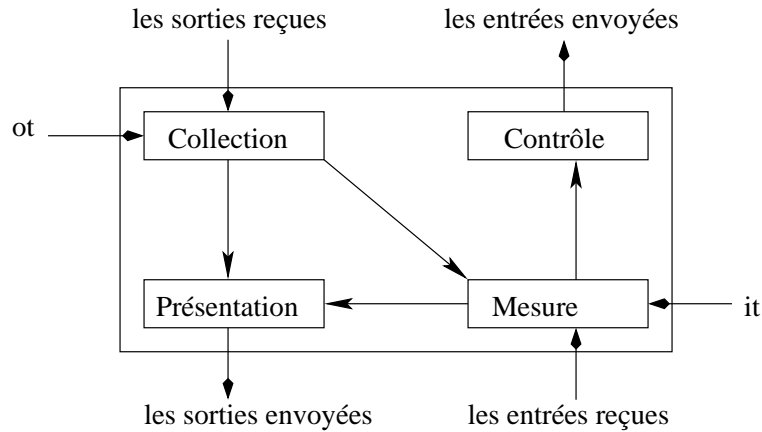 les sorties reçues
les entrées envoyées
ot
Collection
Contrôle
Présentation
Mesure
it
les sorties envoyées
les entrées reçues